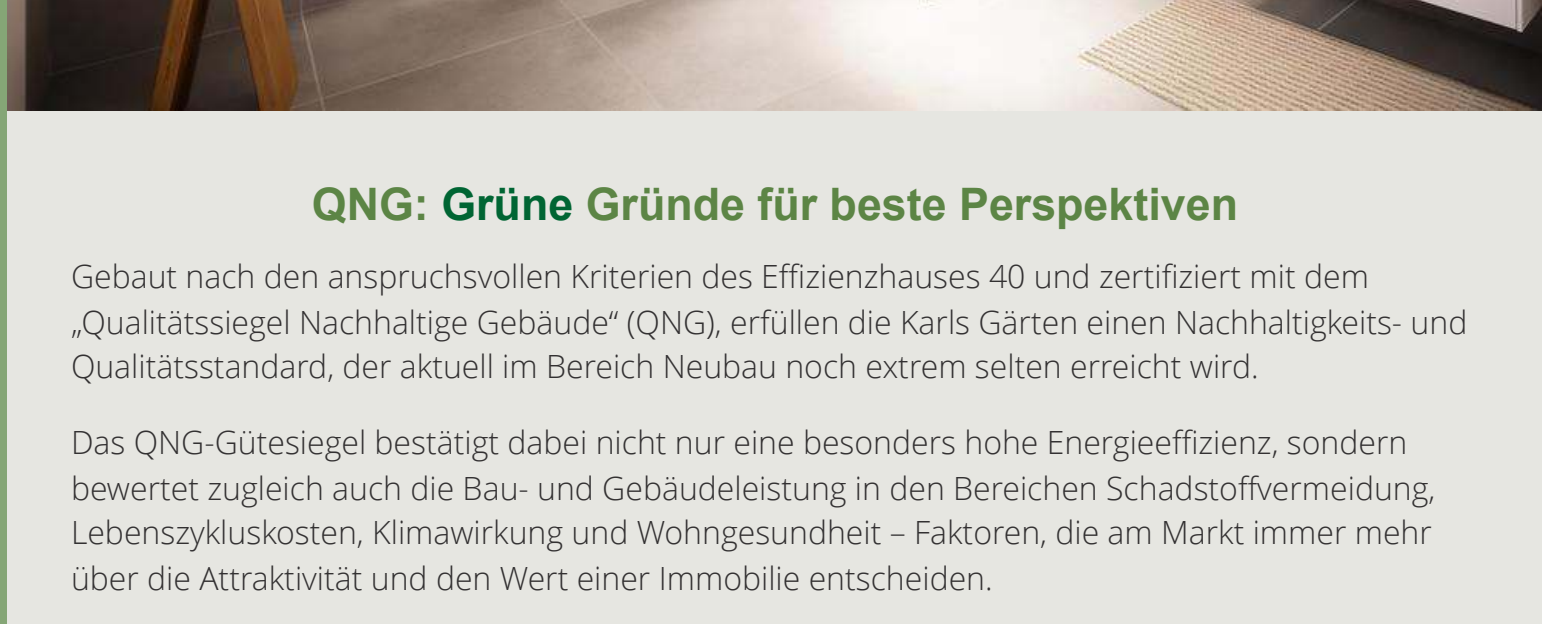 QNG: Grüne Gründe für beste Perspektiven
Gebaut nach den anspruchsvollen Kriterien des Effizienzhauses 40 und zertifiziert mit dem
„Qualitätssiegel Nachhaltige Gebäude“ (QNG), erfüllen die Karls Gärten einen Nachhaltigkeits- und
Qualitätsstandard, der aktuell im Bereich Neubau noch extrem selten erreicht wird.
Das QNG-Gütesiegel bestätigt dabei nicht nur eine besonders hohe Energieeffizienz, sondern
bewertet zugleich auch die Bau- und Gebäudeleistung in den Bereichen Schadstoffvermeidung,
Lebenszykluskosten, Klimawirkung und Wohngesundheit – Faktoren, die am Markt immer mehr
über die Attraktivität und den Wert einer Immobilie entscheiden.